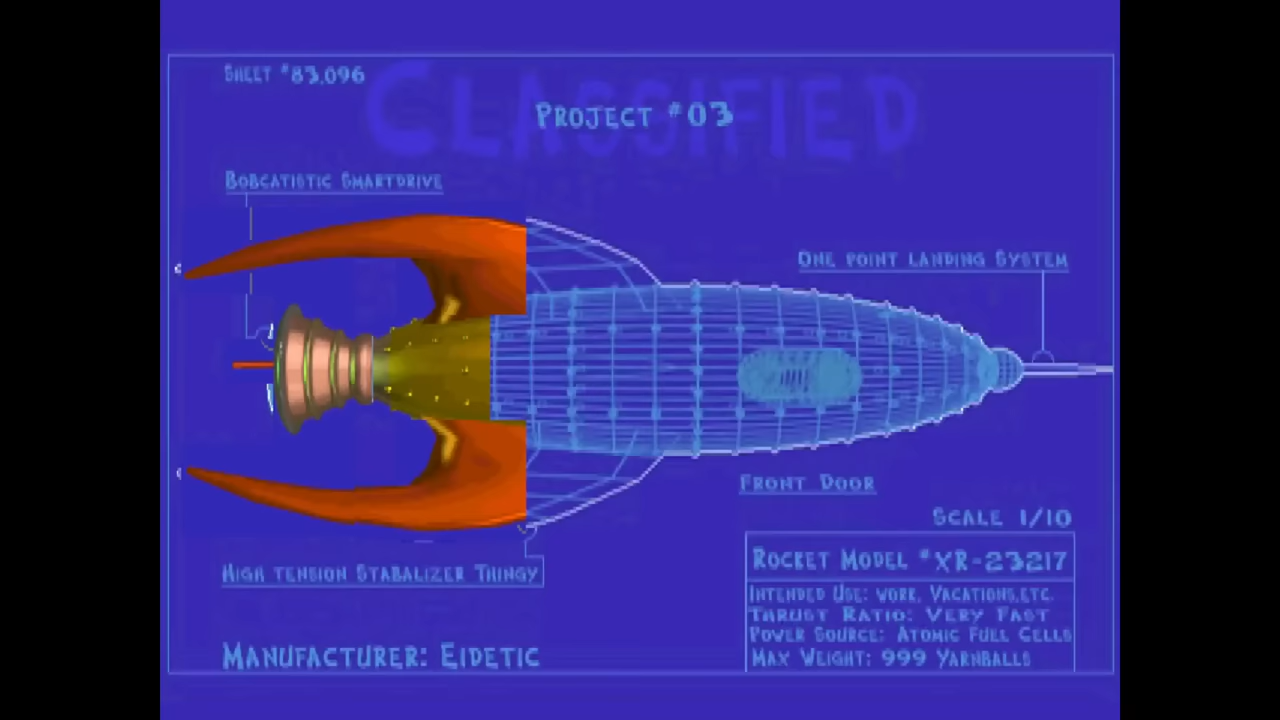 SHEET #83,096
CLASSIFIED
PROJECT #03
BOBCATISTIC SMARTDRIVE
ONE POINT LANDING SYSTEM
FRONT DOOR
SCALE 1/10
HIGH TENSION STABALIZER THINGY
ROCKET MODEL #XR-23217
INTENDED USE: WORK, VACATIONS,ETC.
THRUST RATIO: VERY FAST
POWER SOURCE: ATOMIC FUEL CELLS
MAX WEIGHT: 999 YARNBALLS
MANUFACTURER: EIDETIC